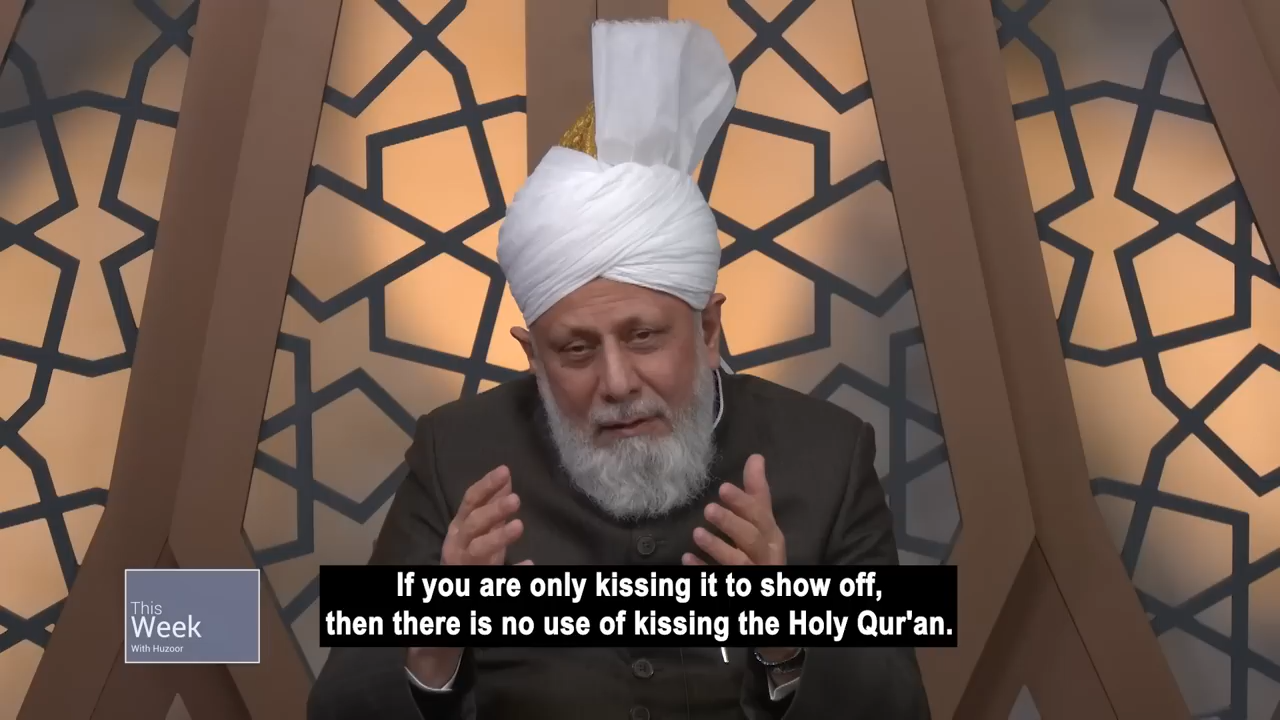 If you are only kissing it to show off,
then there is no use of kissing the Holy Qur'an.
This
Week
With Huzoor